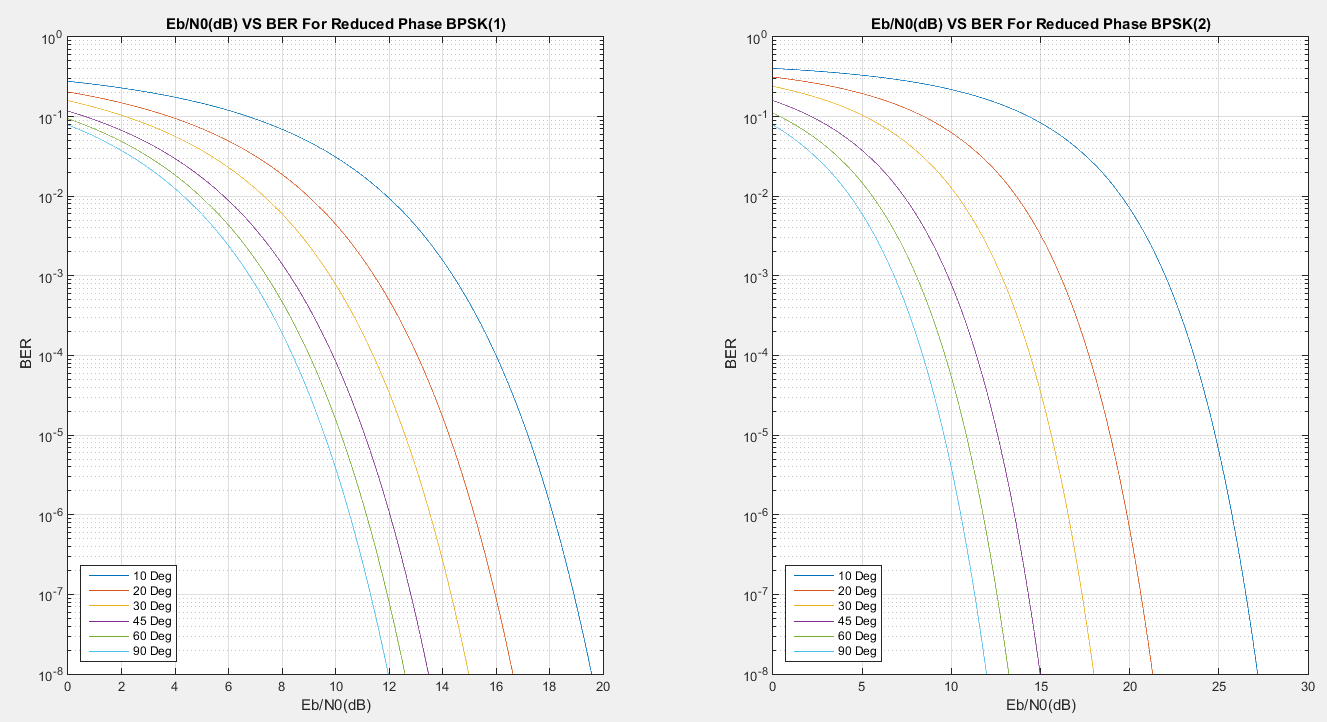 Eb/N0(dB) VS BER For Reduced Phase BPSK(1)
10^0
10^-1
10^-2
10^-3
10^-4
10^-5
10^-6
10^-7
10^-8
BER
10 Deg
20 Deg
30 Deg
45 Deg
60 Deg
90 Deg
0 2 4 6 8 10 12 14 16 18 20
Eb/N0(dB)
Eb/N0(dB) VS BER For Reduced Phase BPSK(2)
10^0
10^-1
10^-2
10^-3
10^-4
10^-5
10^-6
10^-7
10^-8
BER
10 Deg
20 Deg
30 Deg
45 Deg
60 Deg
90 Deg
0 5 10 15 20 25 30
Eb/N0(dB)